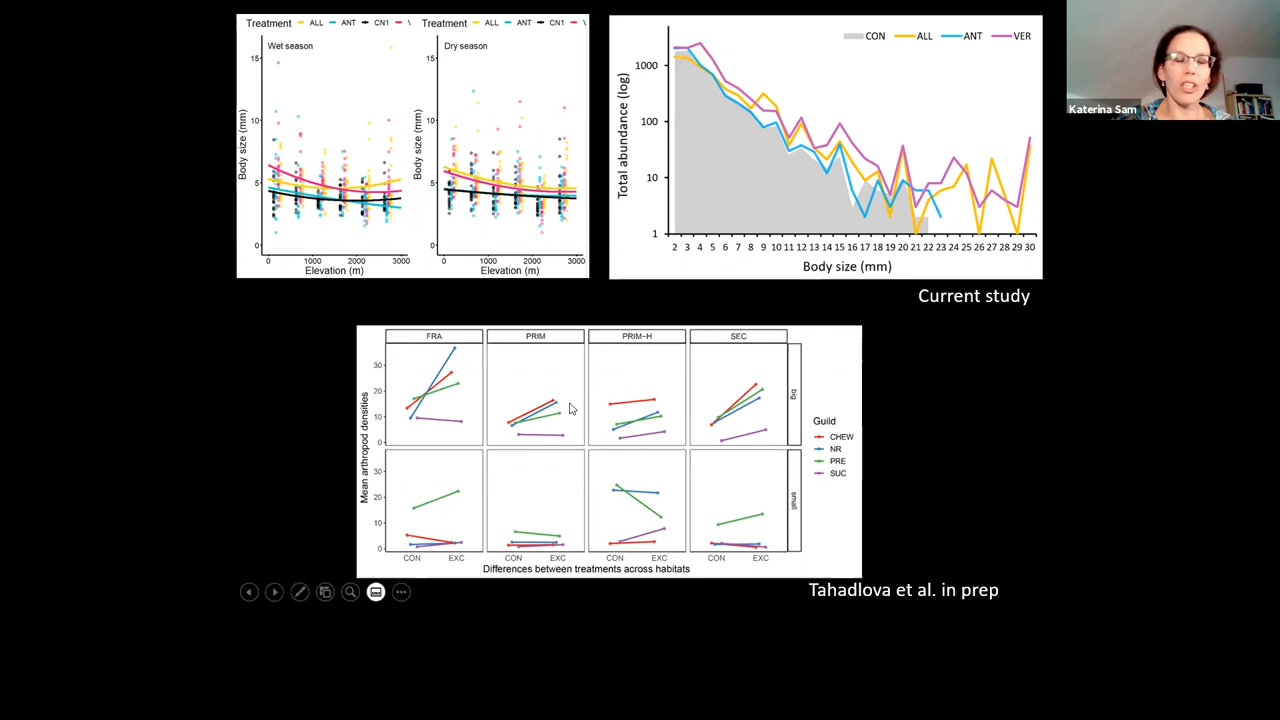 Treatment ALL ANT CN1 \
Treatment ALL ANT CN1 \
Wet season
Dry season
Body size (mm)
15
10
5
0
0 1000 2000 3000
Elevation (m)
Body size (mm)
15
10
5
0
0 1000 2000 3000
Elevation (m)
CON ALL ANT VER
Total abundance (log)
1000
100
10
1
2 3 4 5 6 7 8 9 10 11 12 13 14 15 16 17 18 19 20 21 22 23 24 25 26 27 28 29 30
Body size (mm)
Katerina Sam
Current study
FRA PRIM PRIM-H SEC
Mean arthropod densities
30
20
10
0
big
30
20
10
0
small
CON EXC CON EXC CON EXC CON EXC
Differences between treatments across habitats
Guild
CHEW
NR
PRE
SUC
Tahadlova et al. in prep